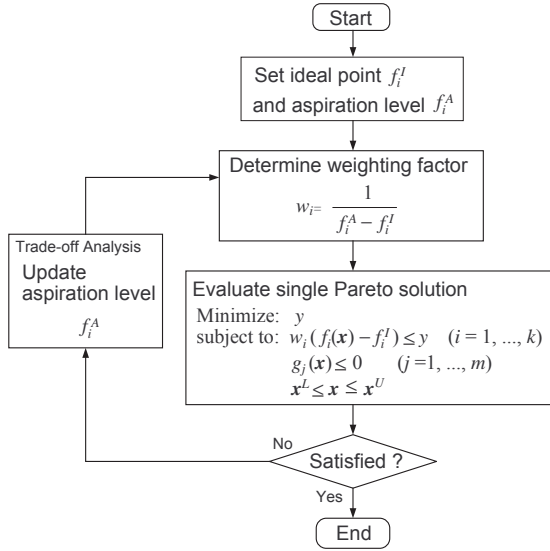 Start
Set ideal point f_i^I
and aspiration level f_i^A
Determine weighting factor
w_i= 1 / (f_i^A − f_i^I)
Trade-off Analysis
Update
aspiration level
f_i^A
Evaluate single Pareto solution
Minimize: y
subject to: w_i (f_i(x) − f_i^I) ≤ y (i = 1, ..., k)
g_j(x) ≤ 0 (j =1, ..., m)
x^L ≤ x ≤ x^U
No
Satisfied ?
Yes
End